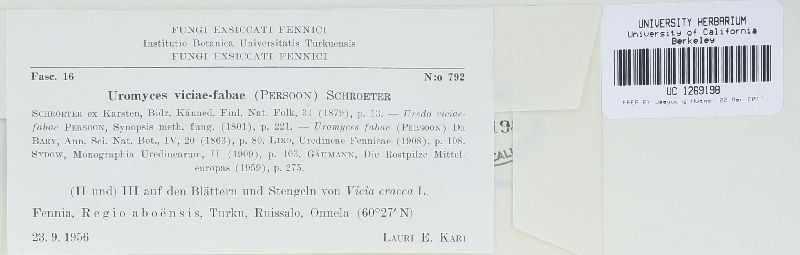 FUNGI EXSICCATI FENNICI
Institutio Botanica Universitatis Turkuensis
FUNGI EXSICCATI FENNICI
Fasc. 16 N:o 792
Uromyces viciae-fabae (PERSOON) SCHROETER
SCHROETER ex Karsten, Bidr. Känned. Finl. Nat. Folk, 31 (1879), p. 13. — Uredo viciae-
fabae PERSOON, Synopsis meth. fung. (1801), p. 221. — Uromyces fabae (PERSOON) DE
BARY, Ann. Sci. Nat. Bot., IV, 20 (1863), p. 80. LIRO, Uredineae Fennicae (1908), p. 108.
SYDOW, Monographia Uredinearum, II (1909), p. 103. GÄUMANN, Die Rostpilze Mittel-
europas (1959), p. 275.
(II und) III auf den Blättern und Stengeln von Vicia cracca L.
Fennia, Regio aboënsis, Turku, Ruissalo, Onnela (60°27′ N)
23. 9. 1956 LAURI E. KARI
UNIVERSITY HERBARIUM
University of California
Berkeley
UC 1269198